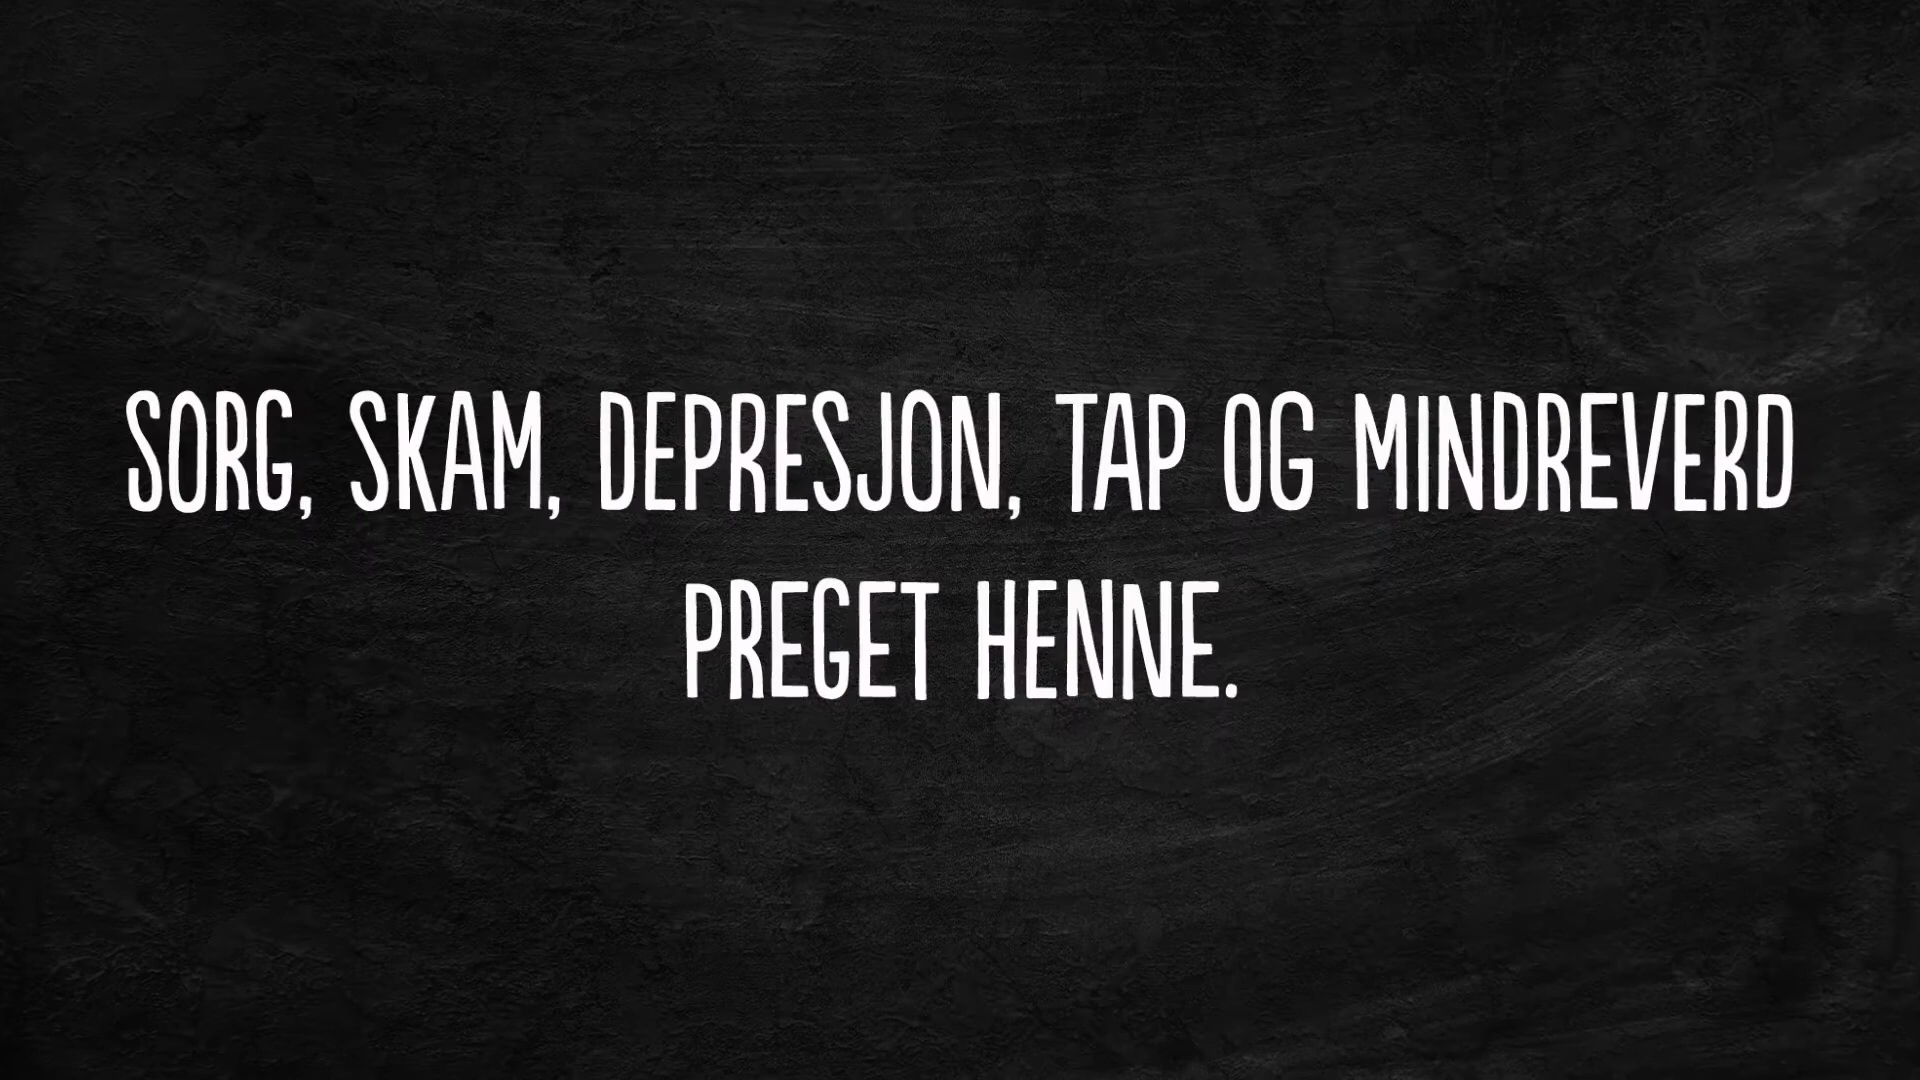 SORG, SKAM, DEPRESJON, TAP OG MINDREVERD
PREGET HENNE.